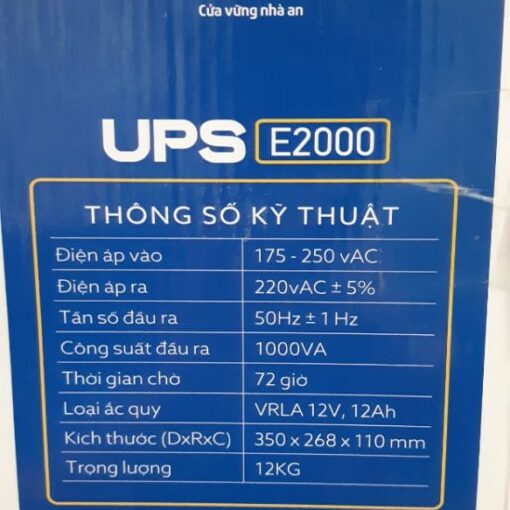 Cửa vững nhà an
UPS E2000
THÔNG SỐ KỸ THUẬT
Điện áp vào 175 - 250 vAC
Điện áp ra 220vAC ± 5%
Tần số đầu ra 50Hz ± 1 Hz
Công suất đầu ra 1000VA
Thời gian chờ 72 giờ
Loại ắc quy VRLA 12V, 12Ah
Kích thước (DxRxC) 350 x 268 x 110 mm
Trọng lượng 12KG